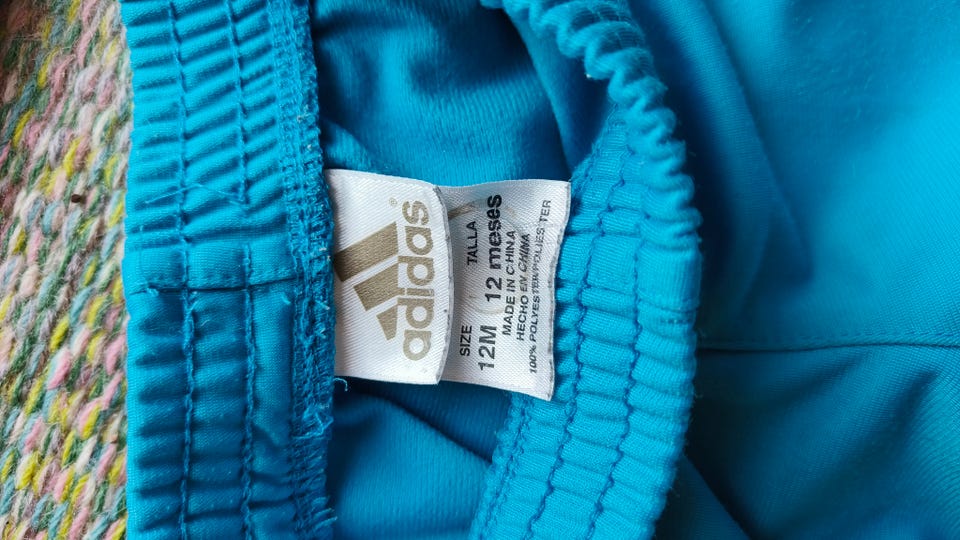 adidas®
SIZE TALLA
12M 12 meses
MADE IN CHINA
HECHO EN CHINA
100% POLYESTER/POLIESTER